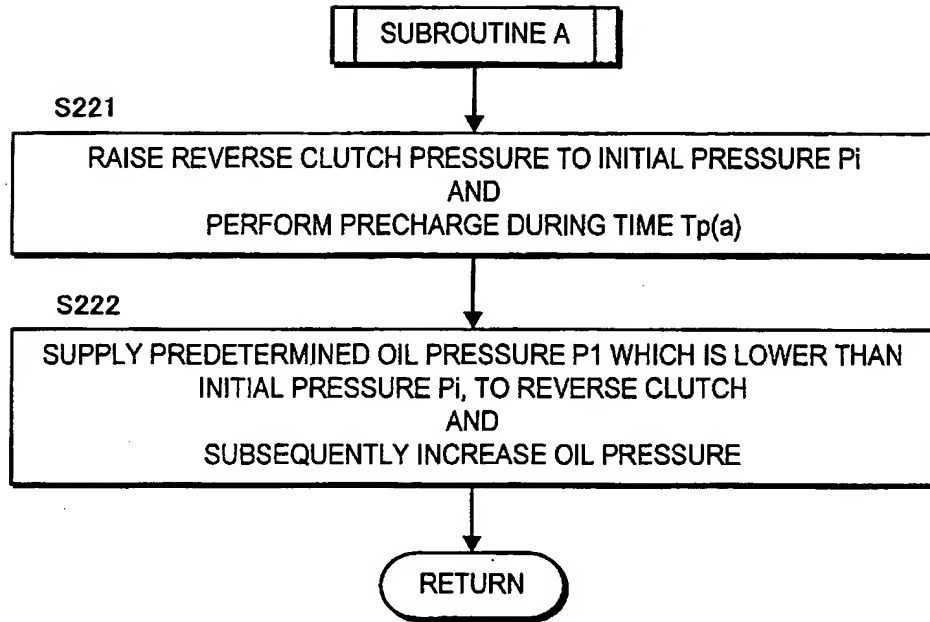 SUBROUTINE A
S221
RAISE REVERSE CLUTCH PRESSURE TO INITIAL PRESSURE Pi
AND
PERFORM PRECHARGE DURING TIME Tp(a)
S222
SUPPLY PREDETERMINED OIL PRESSURE P1 WHICH IS LOWER THAN
INITIAL PRESSURE Pi, TO REVERSE CLUTCH
AND
SUBSEQUENTLY INCREASE OIL PRESSURE
RETURN